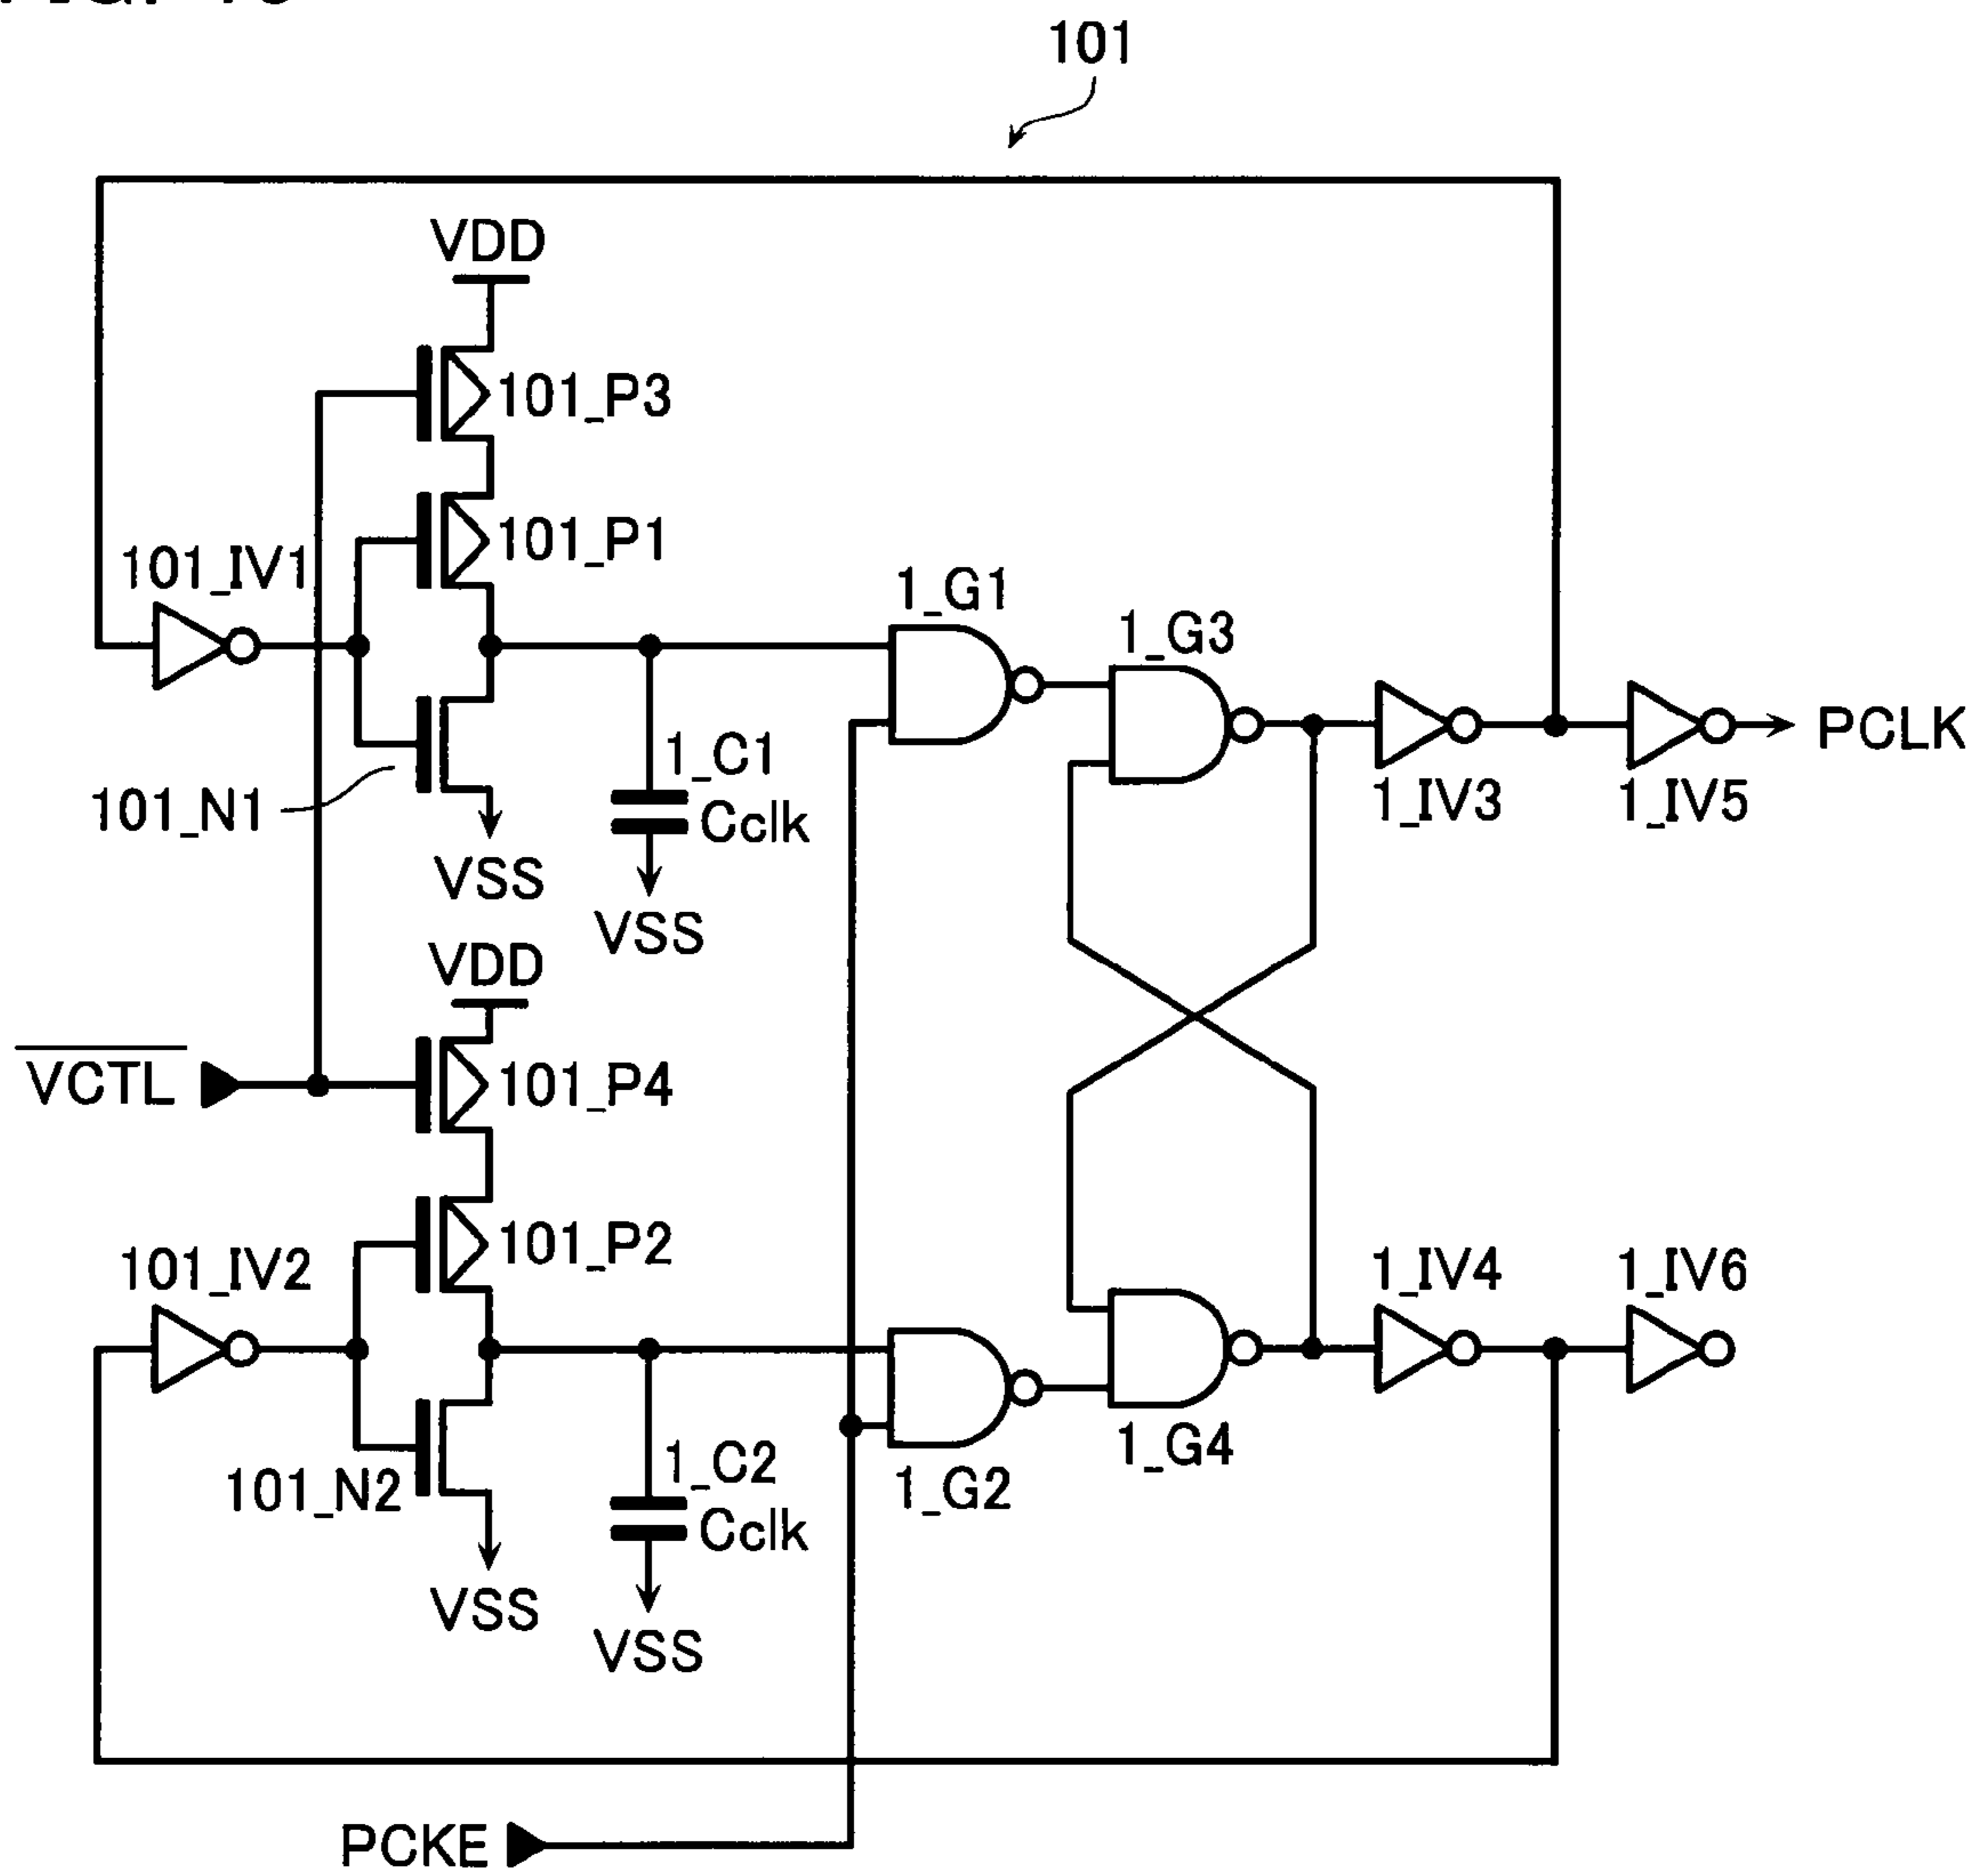 101
VDD
101_P3
101_P1
101_IV1
1_G1
1_G3
PCLK
1_C1
Cclk
1_IV3
1_IV5
101_N1
VSS
VSS
VDD
VCTL
101_P4
101_P2
101_IV2
1_IV4
1_IV6
1_G4
1_C2
Cclk
101_N2
1_G2
VSS
VSS
PCKE